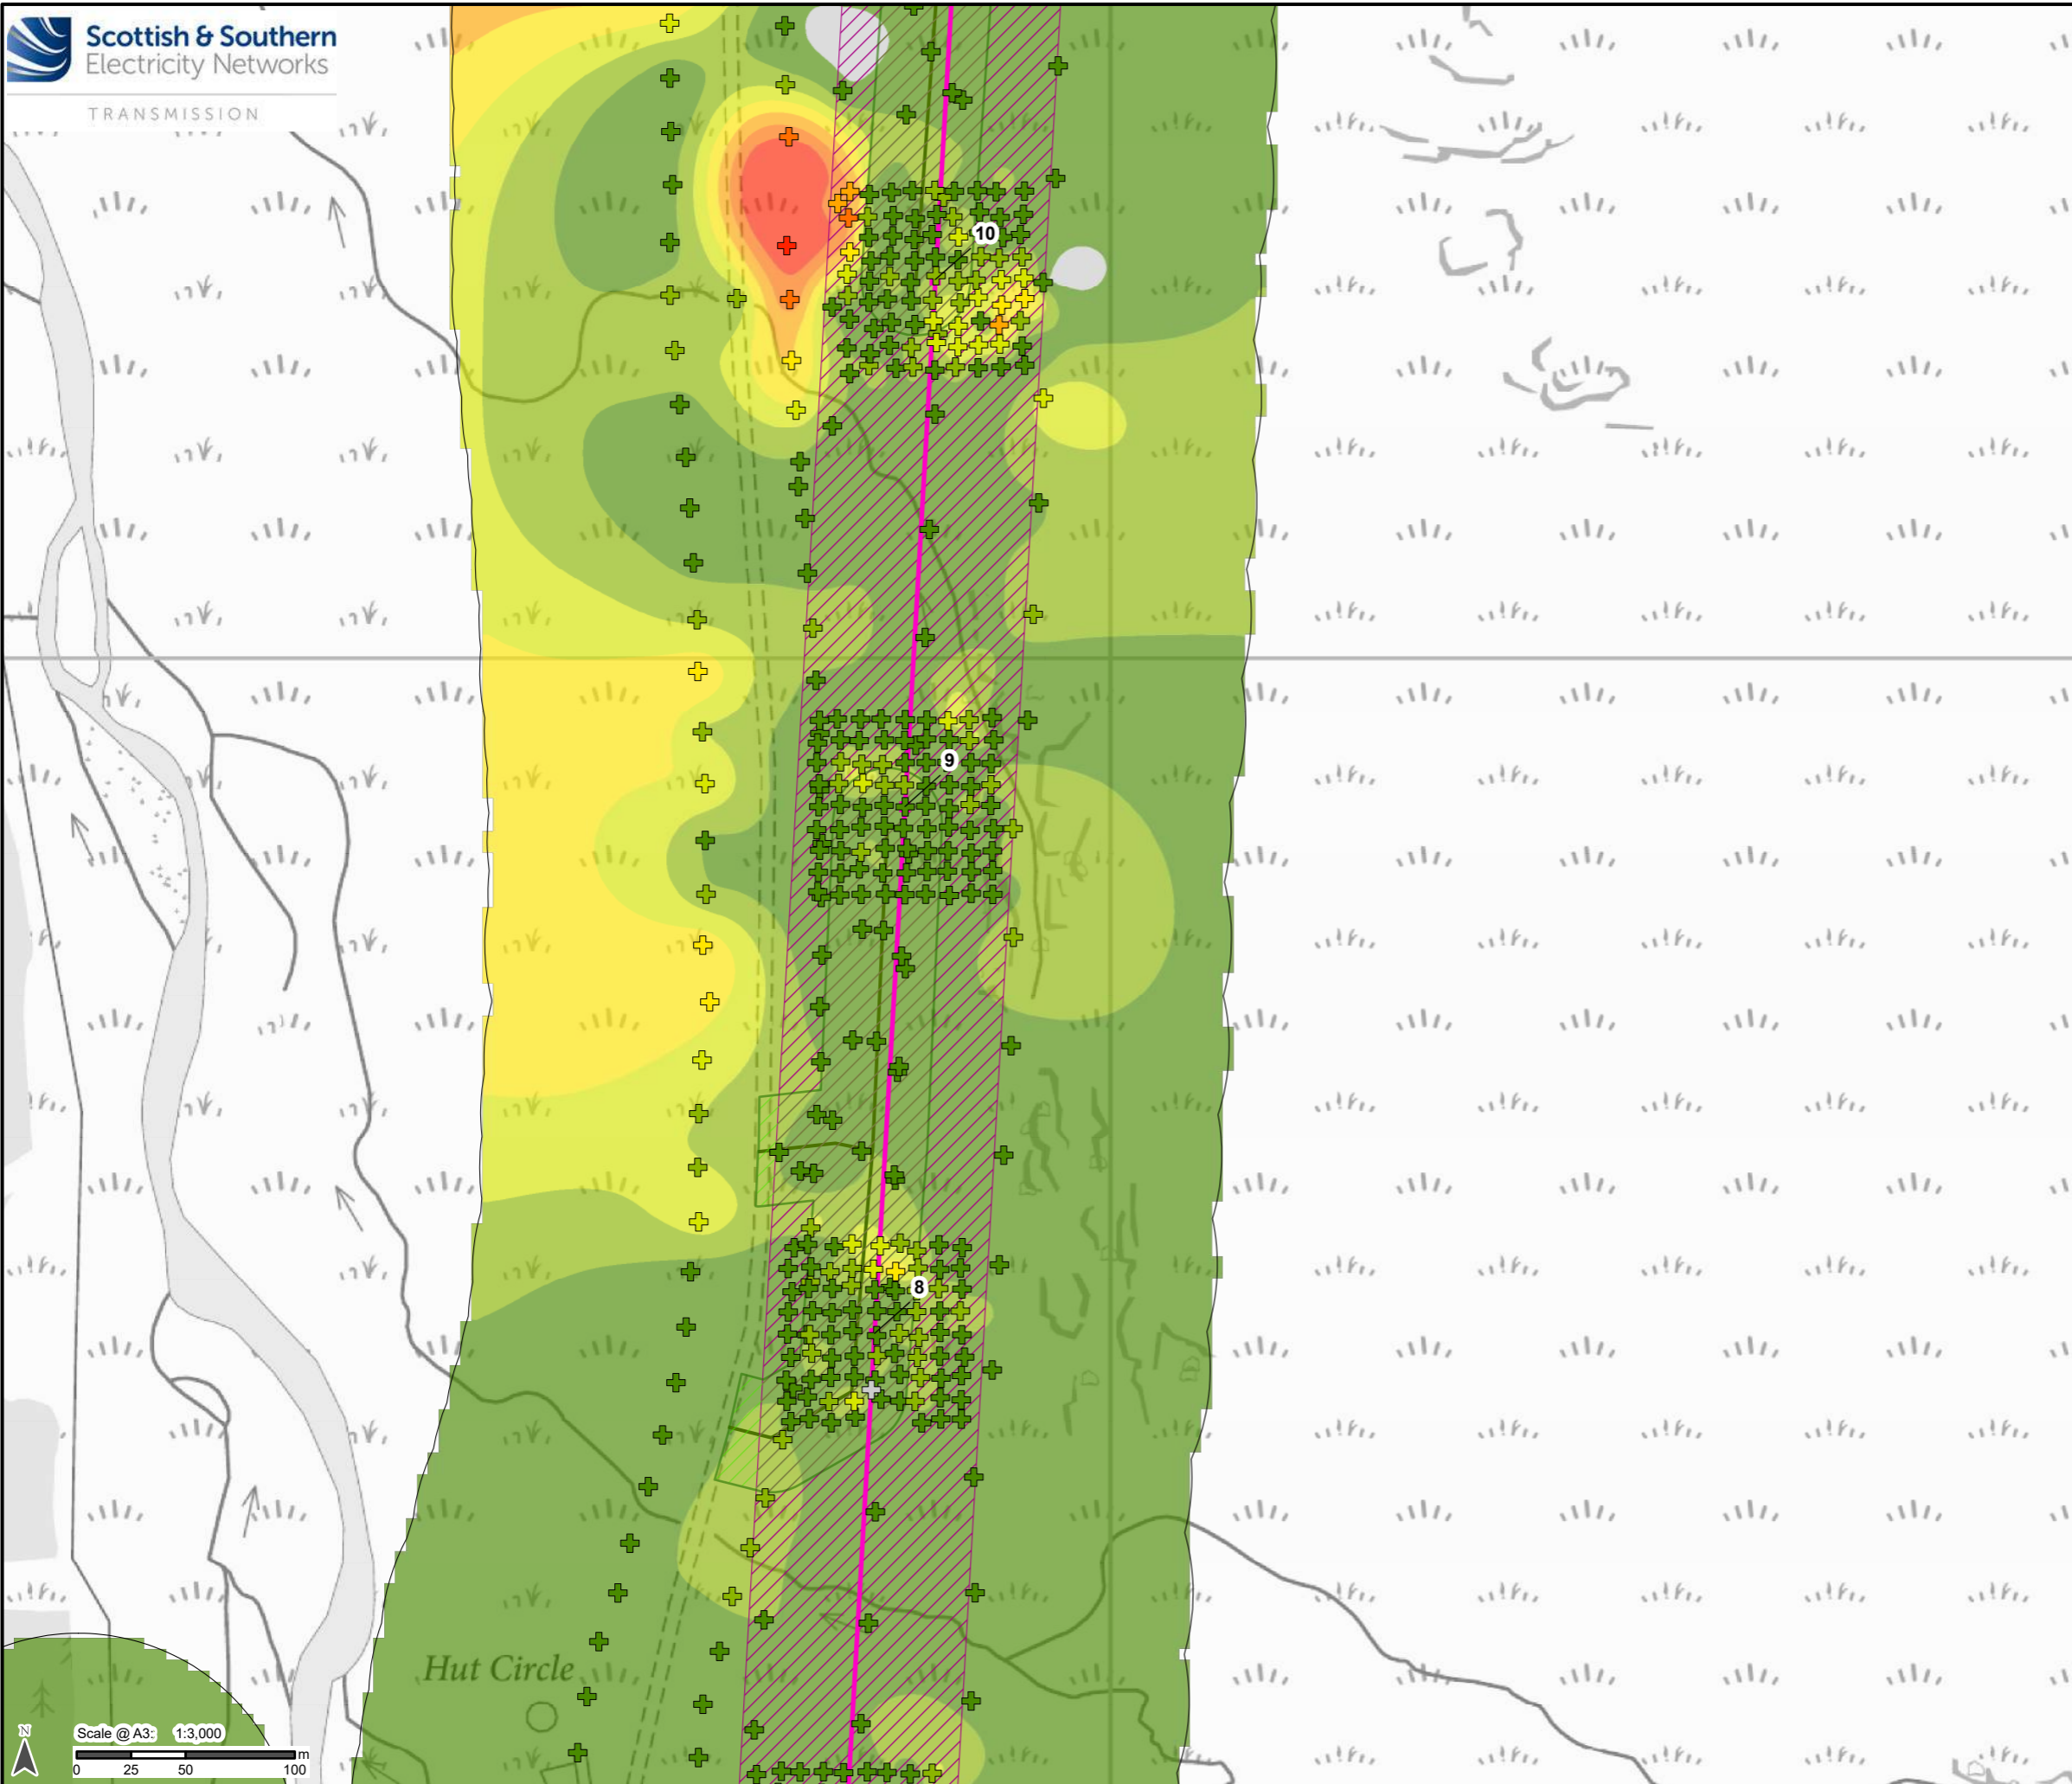 Scottish & Southern
Electricity Networks
TRANSMISSION
10
9
8
Hut Circle
N
Scale @ A3: 1:3,000
m
0 25 50 100